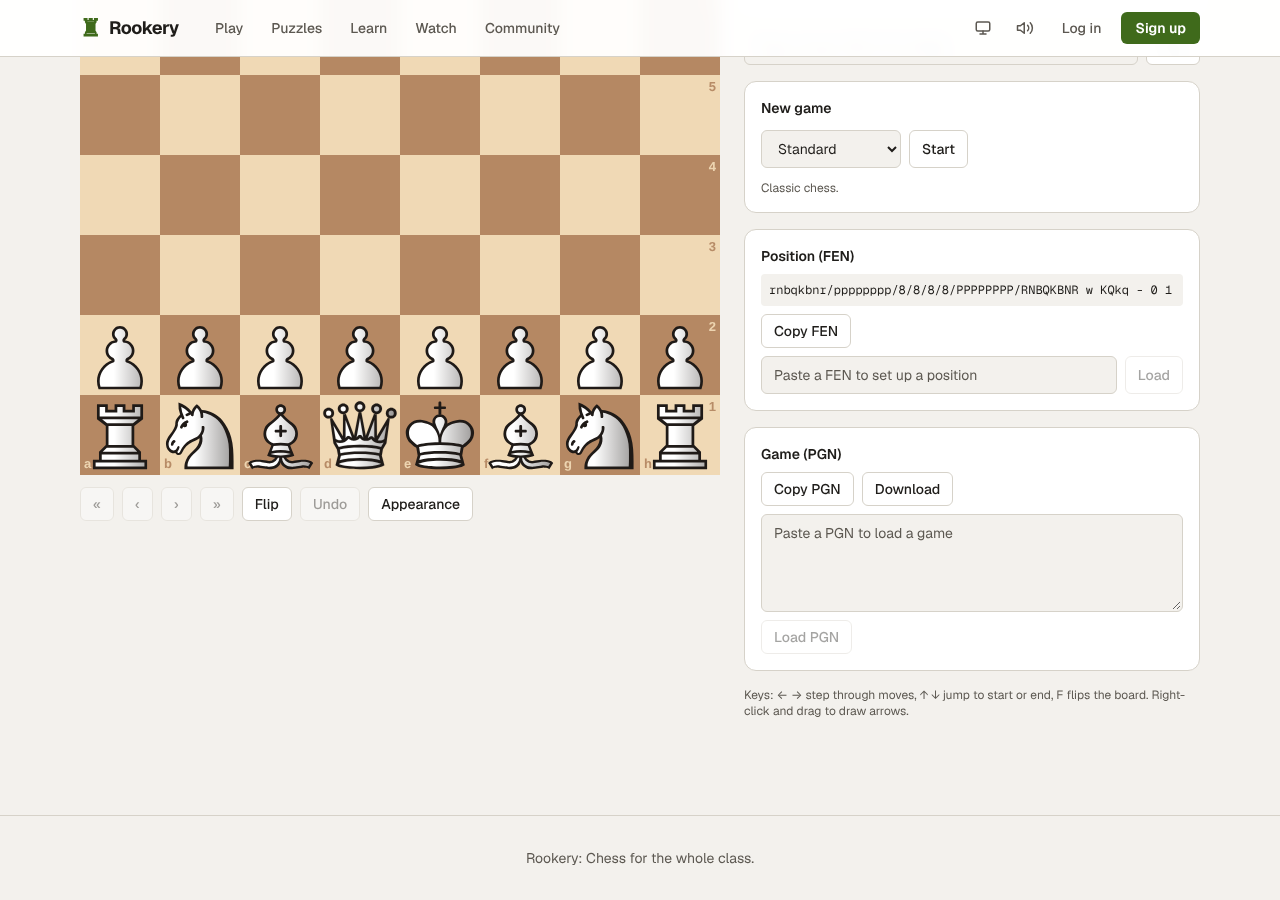 Rookery Play Puzzles Learn Watch Community Log in Sign up
5
4
3
2
1
a b c d e f g h
« ‹ › » Flip Undo Appearance
New game
Standard Start
Classic chess.
Position (FEN)
rnbqkbnr/pppppppp/8/8/8/8/PPPPPPPP/RNBQKBNR w KQkq - 0 1
Copy FEN
Paste a FEN to set up a position Load
Game (PGN)
Copy PGN Download
Paste a PGN to load a game
Load PGN
Keys: ← → step through moves, ↑ ↓ jump to start or end, F flips the board. Right-
click and drag to draw arrows.
Rookery: Chess for the whole class.